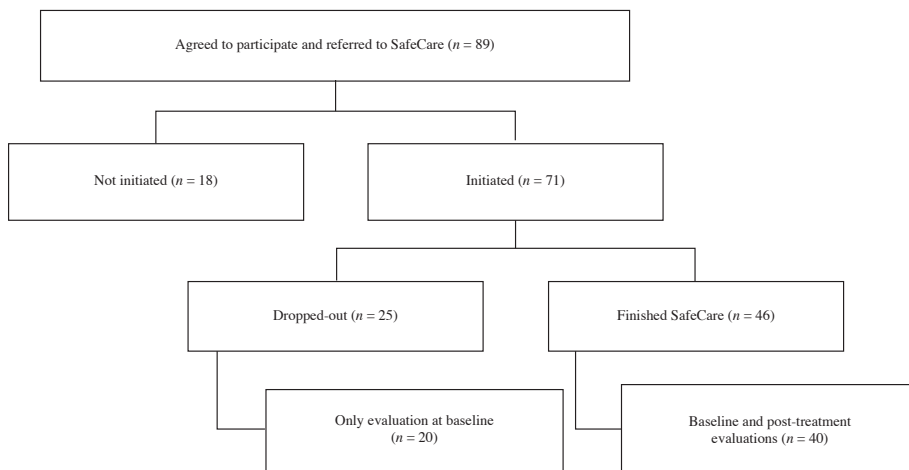 Agreed to participate and referred to SafeCare (n = 89)
Not initiated (n = 18)
Initiated (n = 71)
Dropped-out (n = 25)
Finished SafeCare (n = 46)
Only evaluation at baseline
(n = 20)
Baseline and post-treatment
evaluations (n = 40)